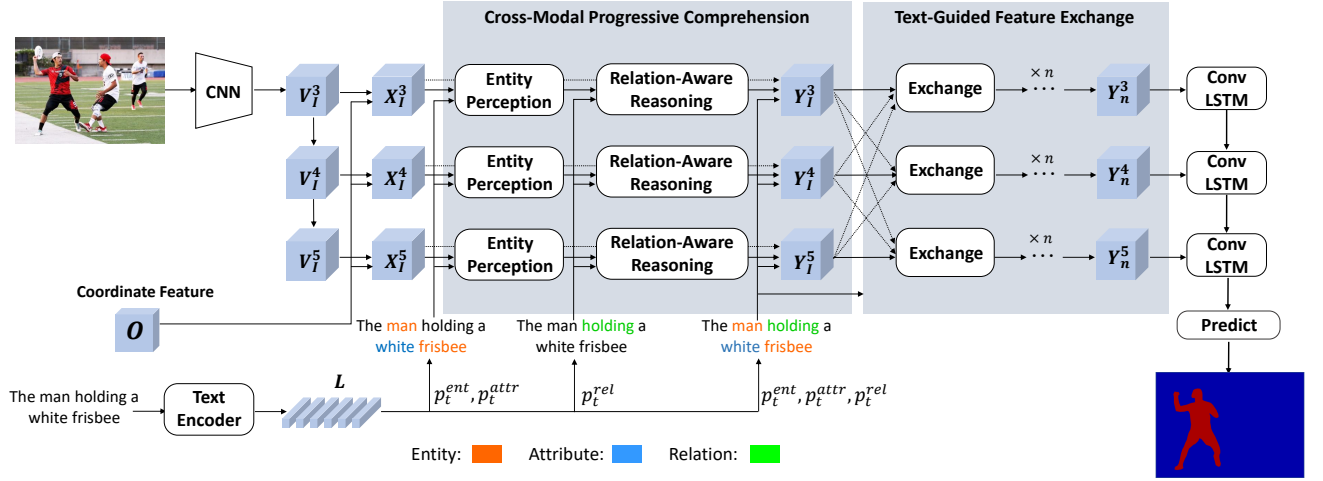 Cross-Modal Progressive Comprehension
Text-Guided Feature Exchange
CNN
V_I^3
X_I^3
Entity
Perception
Relation-Aware
Reasoning
Y_I^3
Exchange
× n
···
Y_n^3
Conv
LSTM
V_I^4
X_I^4
Entity
Perception
Relation-Aware
Reasoning
Y_I^4
Exchange
× n
···
Y_n^4
Conv
LSTM
V_I^5
X_I^5
Entity
Perception
Relation-Aware
Reasoning
Y_I^5
Exchange
× n
···
Y_n^5
Conv
LSTM
Coordinate Feature
O
The man holding a
white frisbee
The man holding a
white frisbee
The man holding a
white frisbee
Predict
The man holding a
white frisbee
Text
Encoder
L
p_t^{ent}, p_t^{attr}
p_t^{rel}
p_t^{ent}, p_t^{attr}, p_t^{rel}
Entity:
Attribute:
Relation: